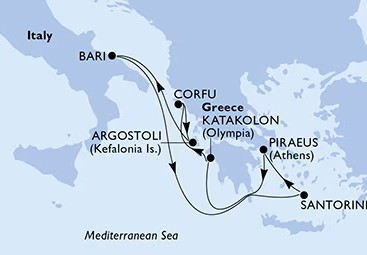 Italy
BARI
CORFU
Greece
KATAKOLON
(Olympia)
ARGOSTOLI
(Kefalonia Is.)
PIRAEUS
(Athens)
SANTORINI
Mediterranean Sea